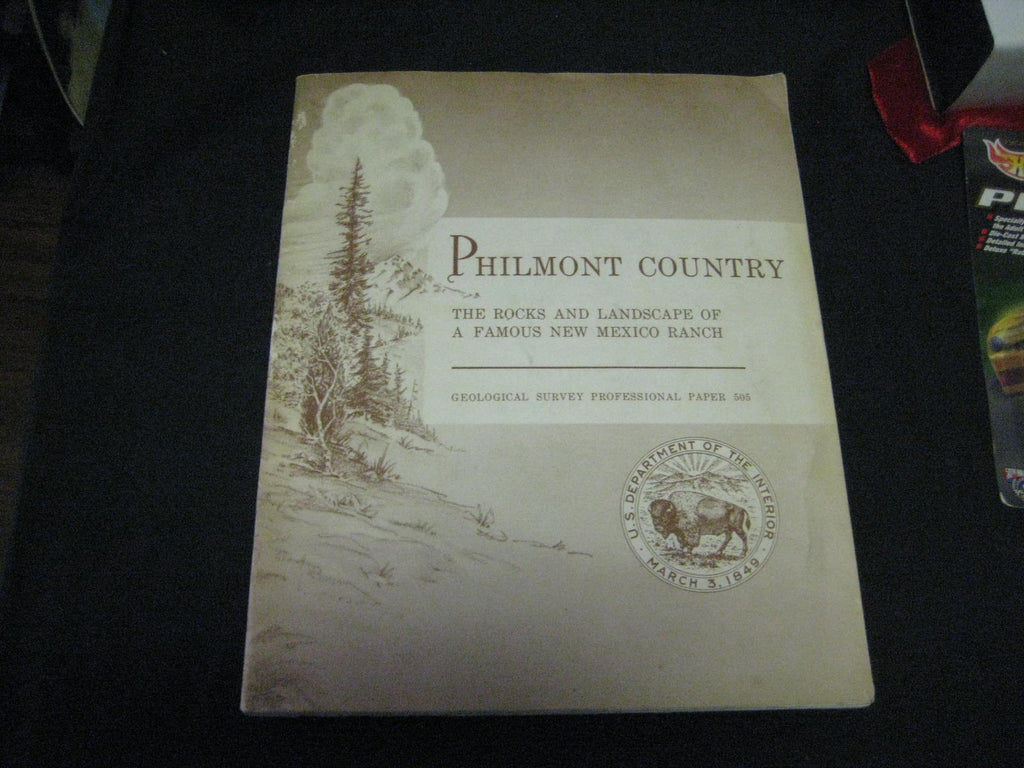 PHILMONT COUNTRY
THE ROCKS AND LANDSCAPE OF
A FAMOUS NEW MEXICO RANCH
GEOLOGICAL SURVEY PROFESSIONAL PAPER 505
U.S. DEPARTMENT OF THE INTERIOR
MARCH 3, 1849